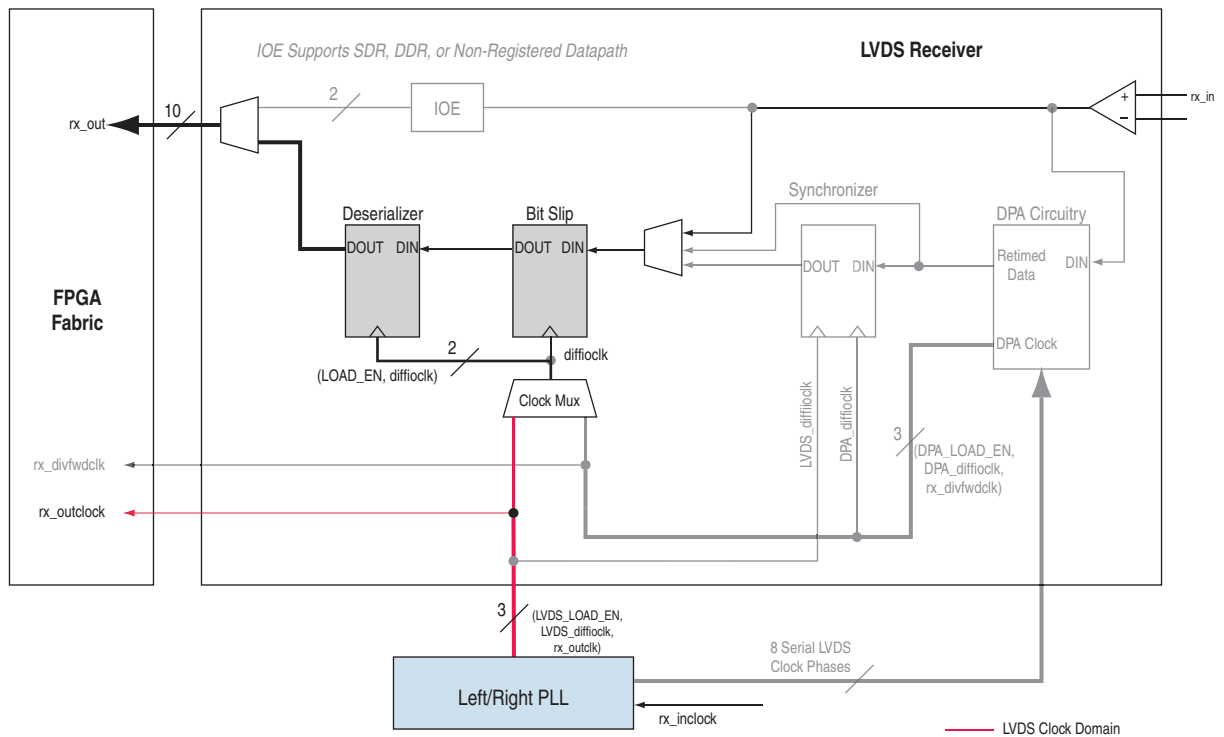 IOE Supports SDR, DDR, or Non-Registered Datapath
LVDS Receiver
2
IOE
+
–
rx_in
10
rx_out
Synchronizer
Deserializer
Bit Slip
DPA Circuitry
DOUT DIN
DOUT DIN
DOUT DIN
Retimed
Data
DIN
FPGA
Fabric
DPA Clock
2
diffioclk
(LOAD_EN, diffioclk)
Clock Mux
LVDS_diffiioclk
DPA_diffioclk
3
(DPA_LOAD_EN,
DPA_diffioclk,
rx_divfwdclk)
rx_divfwdclk
rx_outclock
3
(LVDS_LOAD_EN,
LVDS_diffioclk,
rx_outclk)
8 Serial LVDS
Clock Phases
Left/Right PLL
rx_inclock
LVDS Clock Domain